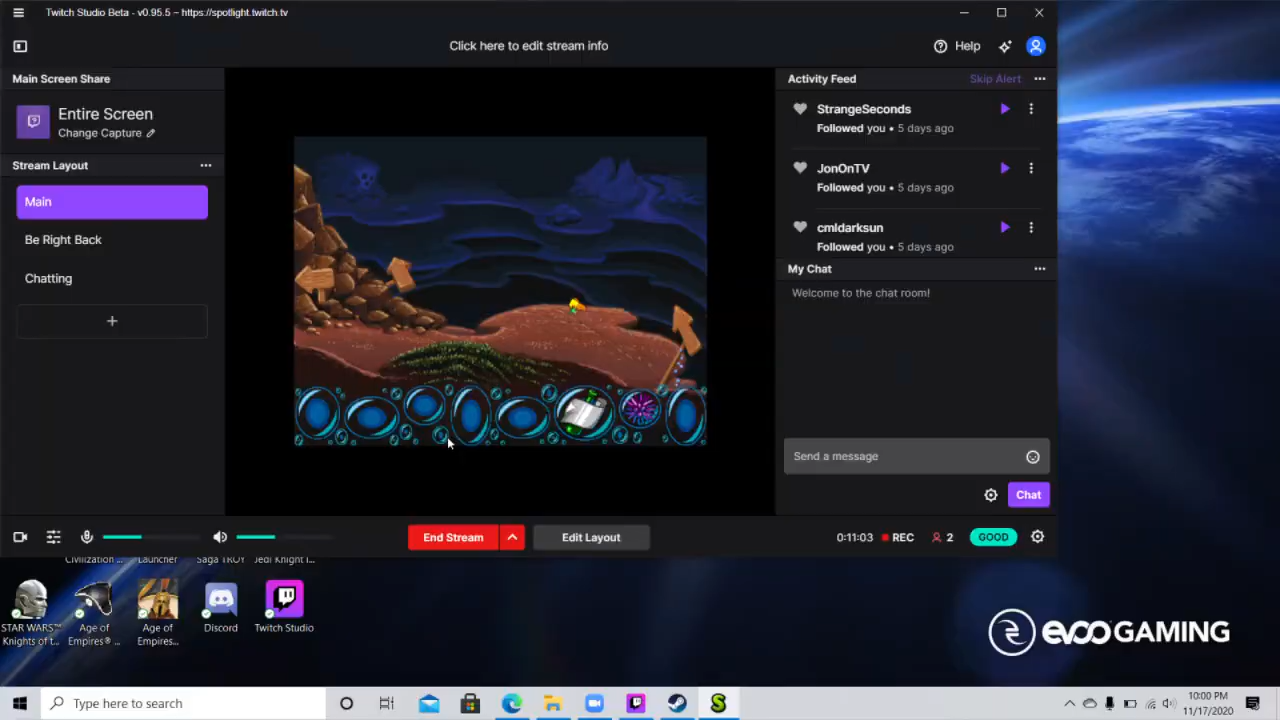 Twitch Studio Beta - v0.95.5 ~ https://spotlight.twitch.tv
Click here to edit stream info
Help
Main Screen Share
Entire Screen
Change Capture
Stream Layout
Main
Be Right Back
Chatting
+
Activity Feed
Skip Alert
StrangeSeconds
Followed you • 5 days ago
JonOnTV
Followed you • 5 days ago
cmldarksun
Followed you • 5 days ago
My Chat
Welcome to the chat room!
Send a message
Chat
End Stream
Edit Layout
0:11:03
REC
2
GOOD
Civilization ...
Launcher
Saga TROY
Jedi Knight I...
STAR WARS™
Knights of t...
Age of
Empires® ...
Age of
Empires...
Discord
Twitch Studio
evoo GAMING
Type here to search
10:00 PM
11/17/2020